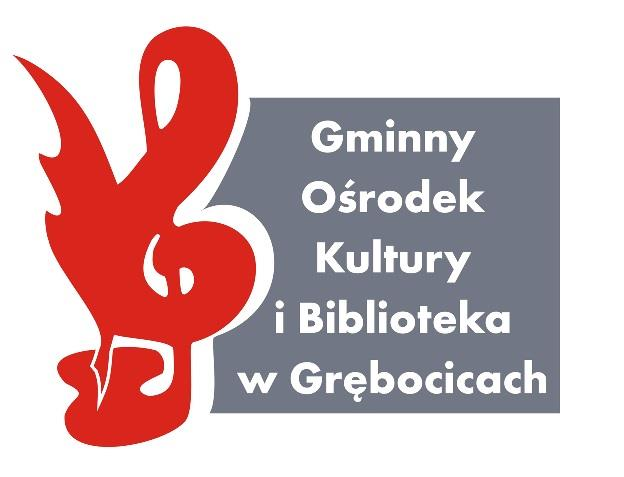 Gminny
Ośrodek
Kultury
i Biblioteka
w Grębocicach